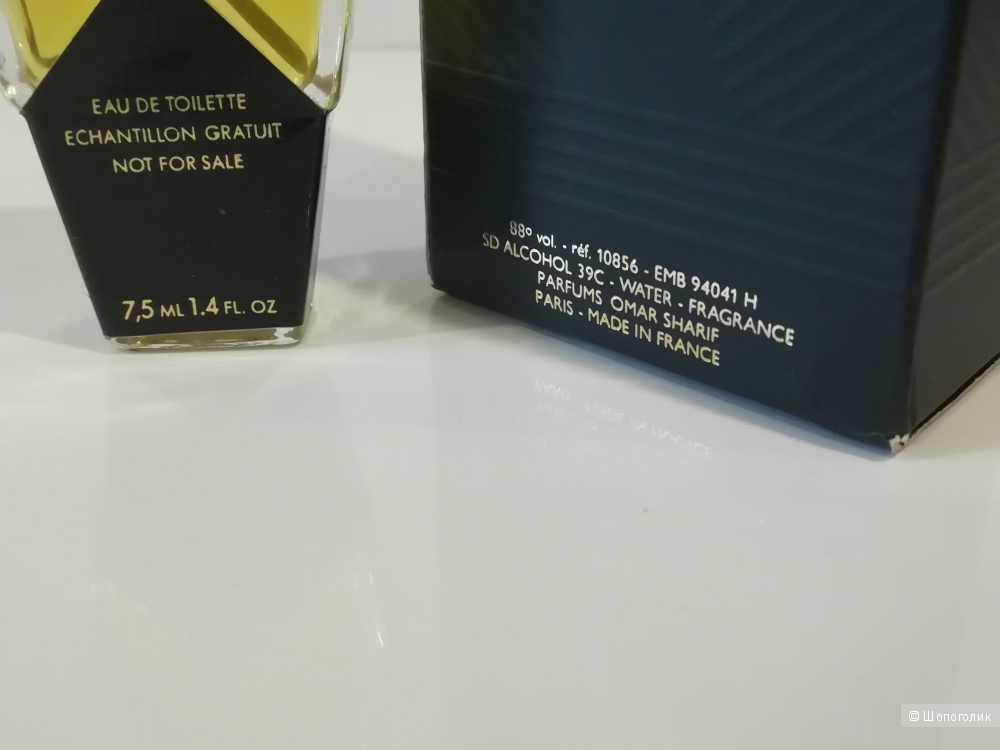 EAU DE TOILETTE
ECHANTILLON GRATUIT
NOT FOR SALE
7,5 ML 1.4 FL. OZ
88° vol. - réf. 10856 - EMB 94041 H
SD ALCOHOL 39C - WATER - FRAGRANCE
PARFUMS OMAR SHARIF
PARIS - MADE IN FRANCE
© Шопоголик